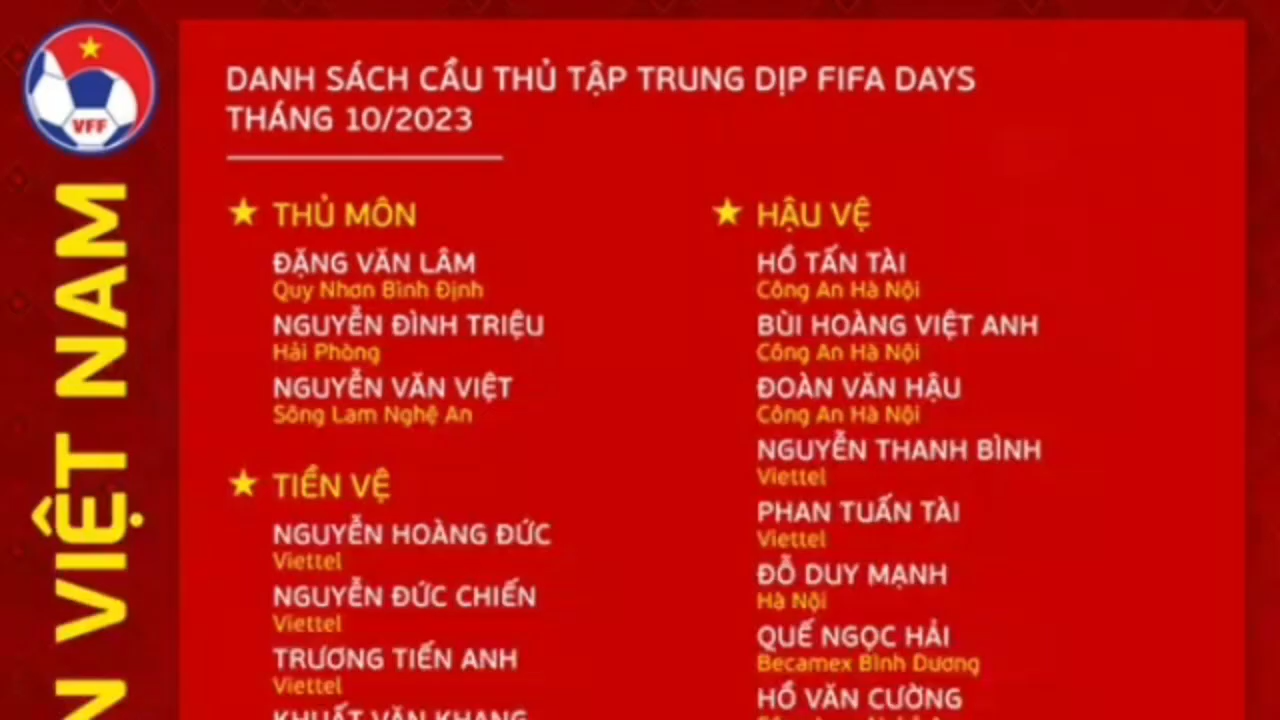 VFF
N VIỆT NAM
DANH SÁCH CẦU THỦ TẬP TRUNG DỊP FIFA DAYS
THÁNG 10/2023
THỦ MÔN
ĐẶNG VĂN LÂM
Quy Nhơn Bình Định
NGUYỄN ĐÌNH TRIỆU
Hải Phòng
NGUYỄN VĂN VIỆT
Sông Lam Nghệ An
TIỀN VỆ
NGUYỄN HOÀNG ĐỨC
Viettel
NGUYỄN ĐỨC CHIẾN
Viettel
TRƯƠNG TIẾN ANH
Viettel
KHUẤT VĂN KHANG
HẬU VỆ
HỒ TẤN TÀI
Công An Hà Nội
BÙI HOÀNG VIỆT ANH
Công An Hà Nội
ĐOÀN VĂN HẬU
Công An Hà Nội
NGUYỄN THANH BÌNH
Viettel
PHAN TUẤN TÀI
Viettel
ĐỖ DUY MẠNH
Hà Nội
QUẾ NGỌC HẢI
Becamex Bình Dương
HỒ VĂN CƯỜNG